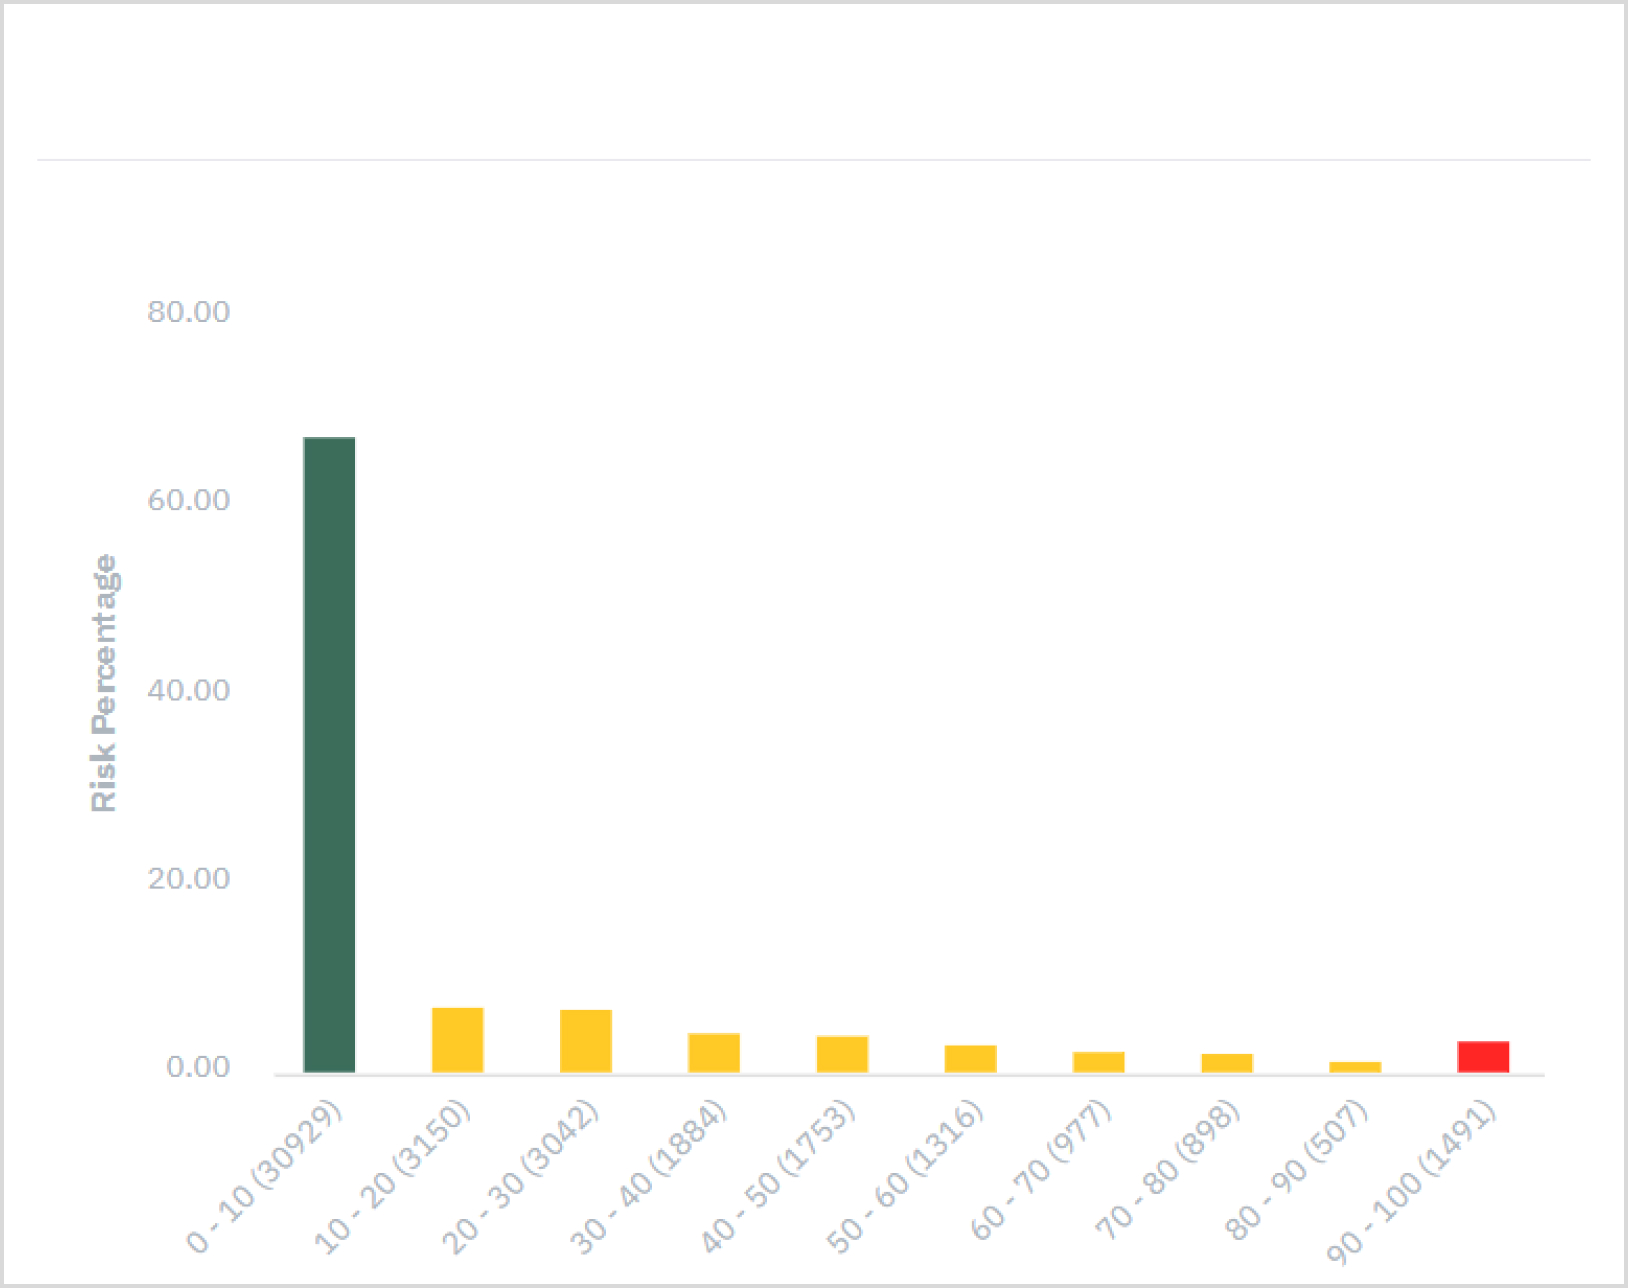 80.00
60.00
40.00
20.00
0.00
Risk Percentage
0 - 10 (30929)
10 - 20 (3150)
20 - 30 (3042)
30 - 40 (1884)
40 - 50 (1753)
50 - 60 (1316)
60 - 70 (977)
70 - 80 (898)
80 - 90 (507)
90 - 100 (1491)